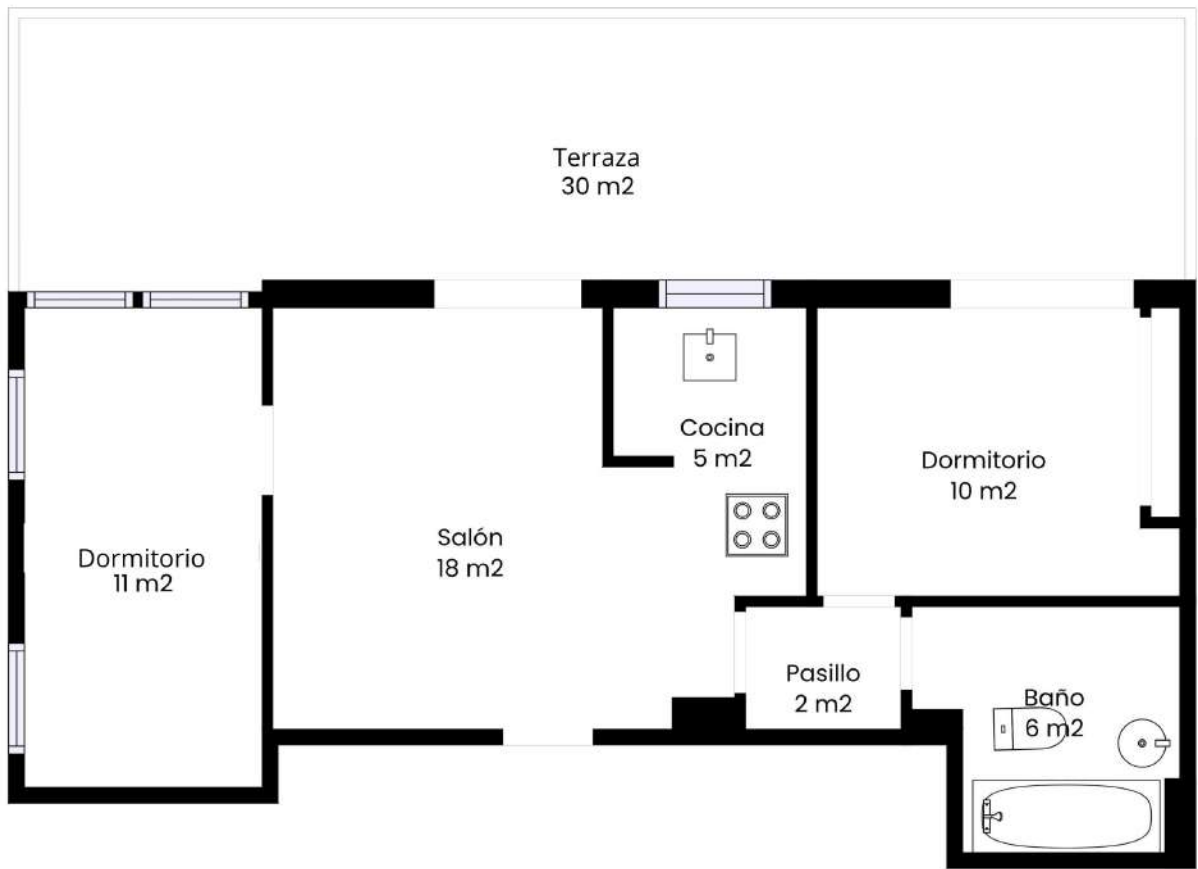 Terraza
30 m2
Cocina
5 m2
Dormitorio
10 m2
Salón
18 m2
Dormitorio
11 m2
Pasillo
2 m2
Baño
6 m2